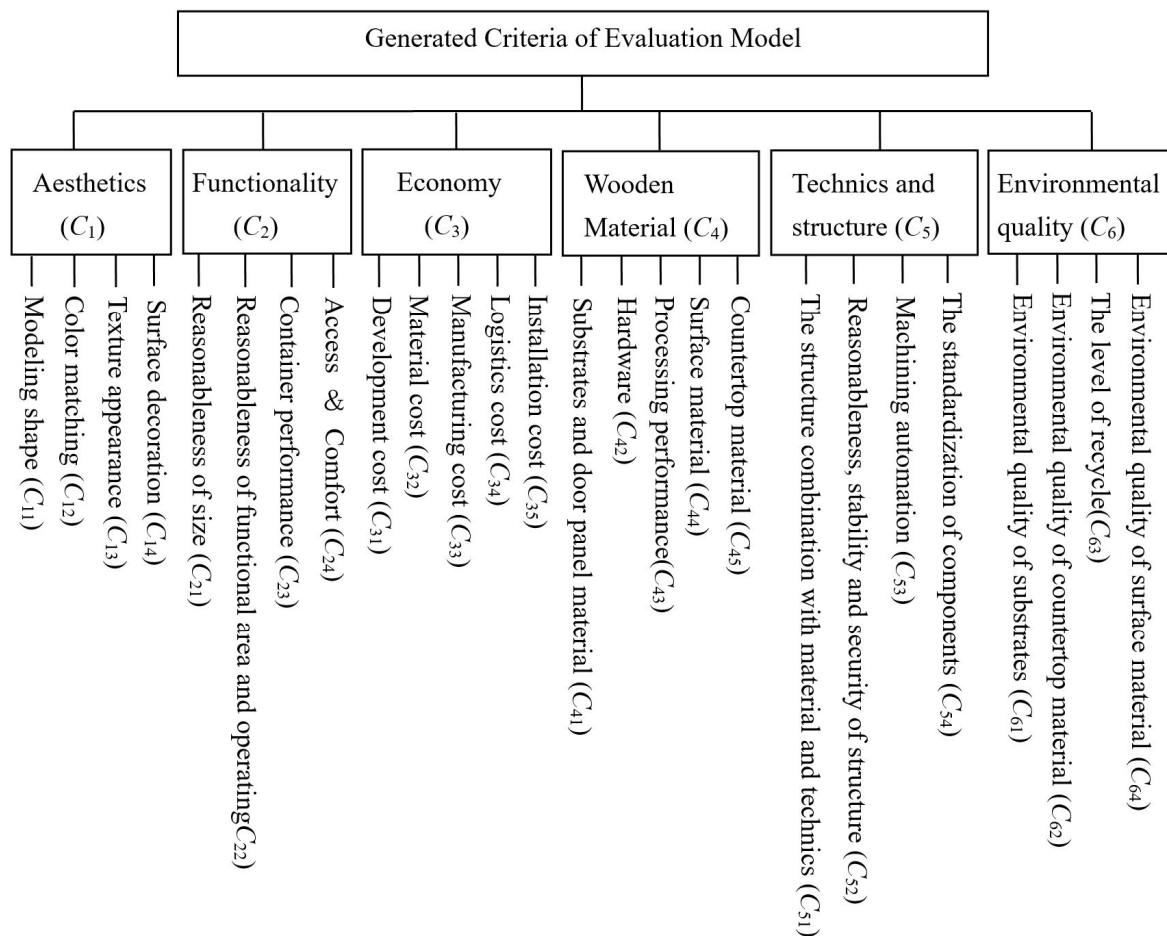 Generated Criteria of Evaluation Model
Aesthetics
(C₁)
Functionality
(C₂)
Economy
(C₃)
Wooden
Material (C₄)
Technics and
structure (C₅)
Environmental
quality (C₆)
Modeling shape (C₁₁)
Color matching (C₁₂)
Texture appearance (C₁₃)
Surface decoration (C₁₄)
Reasonableness of size (C₂₁)
Reasonableness of functional area and operatingC₂₂)
Container performance (C₂₃)
Access & Comfort (C₂₄)
Development cost (C₃₁)
Material cost (C₃₂)
Manufacturing cost (C₃₃)
Logistics cost (C₃₄)
Installation cost (C₃₅)
Substrates and door panel material (C₄₁)
Hardware (C₄₂)
Processing performance(C₄₃)
Surface material (C₄₄)
Countertop material (C₄₅)
The structure combination with material and technics (C₅₁)
Reasonableness, stability and security of structure (C₅₂)
Machining automation (C₅₃)
The standardization of components (C₅₄)
Environmental quality of substrates (C₆₁)
Environmental quality of countertop material (C₆₂)
The level of recycle(C₆₃)
Environmental quality of surface material (C₆₄)